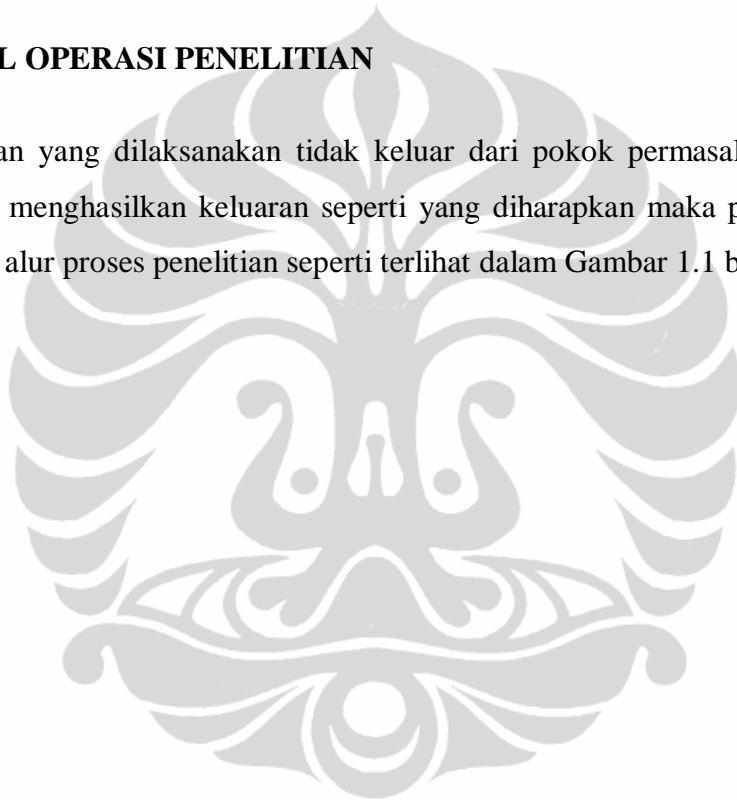 L OPERASI PENELITIAN
an yang dilaksanakan tidak keluar dari pokok permasal
menghasilkan keluaran seperti yang diharapkan maka p
alur proses penelitian seperti terlihat dalam Gambar 1.1 b